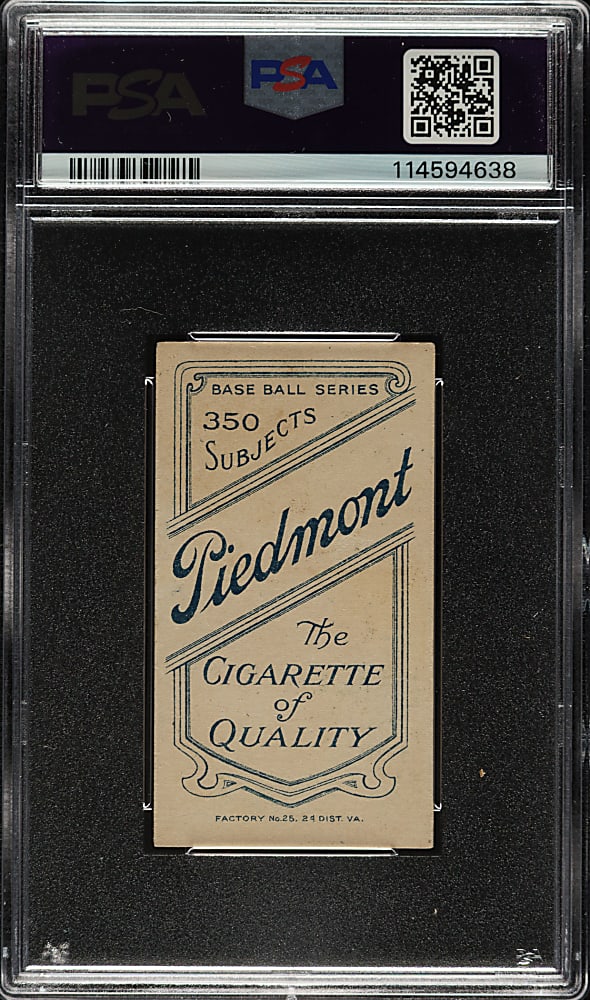 PSA
PSA
114594638
BASE BALL SERIES
350
SUBJECTS
Piedmont
The
CIGARETTE
of
QUALITY
FACTORY No.25, 2d DIST. VA.